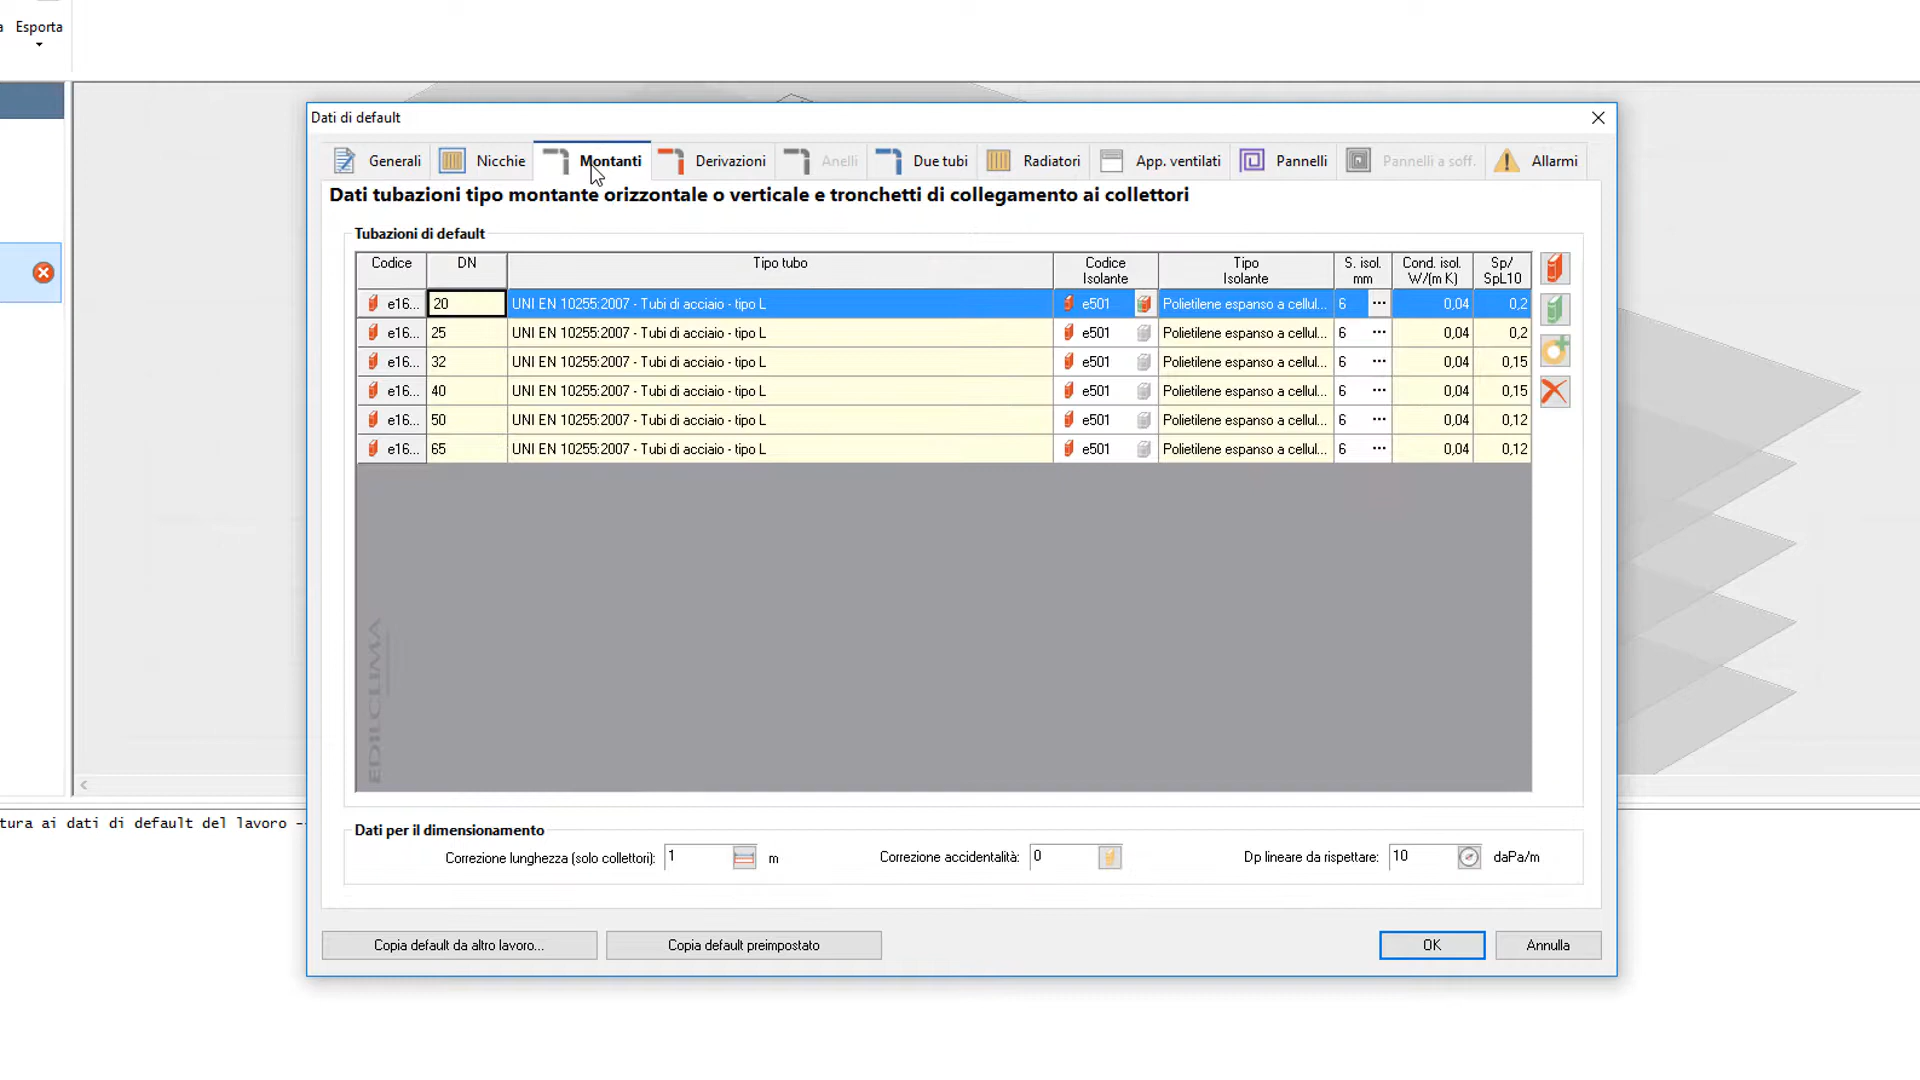 a Esporta
Dati di default
Generali Nicchie Montanti Derivazioni Anelli Due tubi Radiatori App. ventilati Pannelli Pannelli a soff. Allarmi
Dati tubazioni tipo montante orizzontale o verticale e tronchetti di collegamento ai collettori
Tubazioni di default
Codice DN Tipo tubo Codice Isolante Tipo Isolante S. isol. mm Cond. isol. W/(m K) Sp/ SpL10
e16... 20 UNI EN 10255:2007 - Tubi di acciaio - tipo L e501 Polietilene espanso a cellul... 6 ... 0,04 0,2
e16... 25 UNI EN 10255:2007 - Tubi di acciaio - tipo L e501 Polietilene espanso a cellul... 6 ... 0,04 0,2
e16... 32 UNI EN 10255:2007 - Tubi di acciaio - tipo L e501 Polietilene espanso a cellul... 6 ... 0,04 0,15
e16... 40 UNI EN 10255:2007 - Tubi di acciaio - tipo L e501 Polietilene espanso a cellul... 6 ... 0,04 0,15
e16... 50 UNI EN 10255:2007 - Tubi di acciaio - tipo L e501 Polietilene espanso a cellul... 6 ... 0,04 0,12
e16... 65 UNI EN 10255:2007 - Tubi di acciaio - tipo L e501 Polietilene espanso a cellul... 6 ... 0,04 0,12
EDILCLIMA
tura ai dati di default del lavoro --
Dati per il dimensionamento
Correzione lunghezza (solo collettori): 1 m Correzione accidentalità: 0 Dp lineare da rispettare: 10 daPa/m
Copia default da altro lavoro... Copia default preimpostato OK Annulla